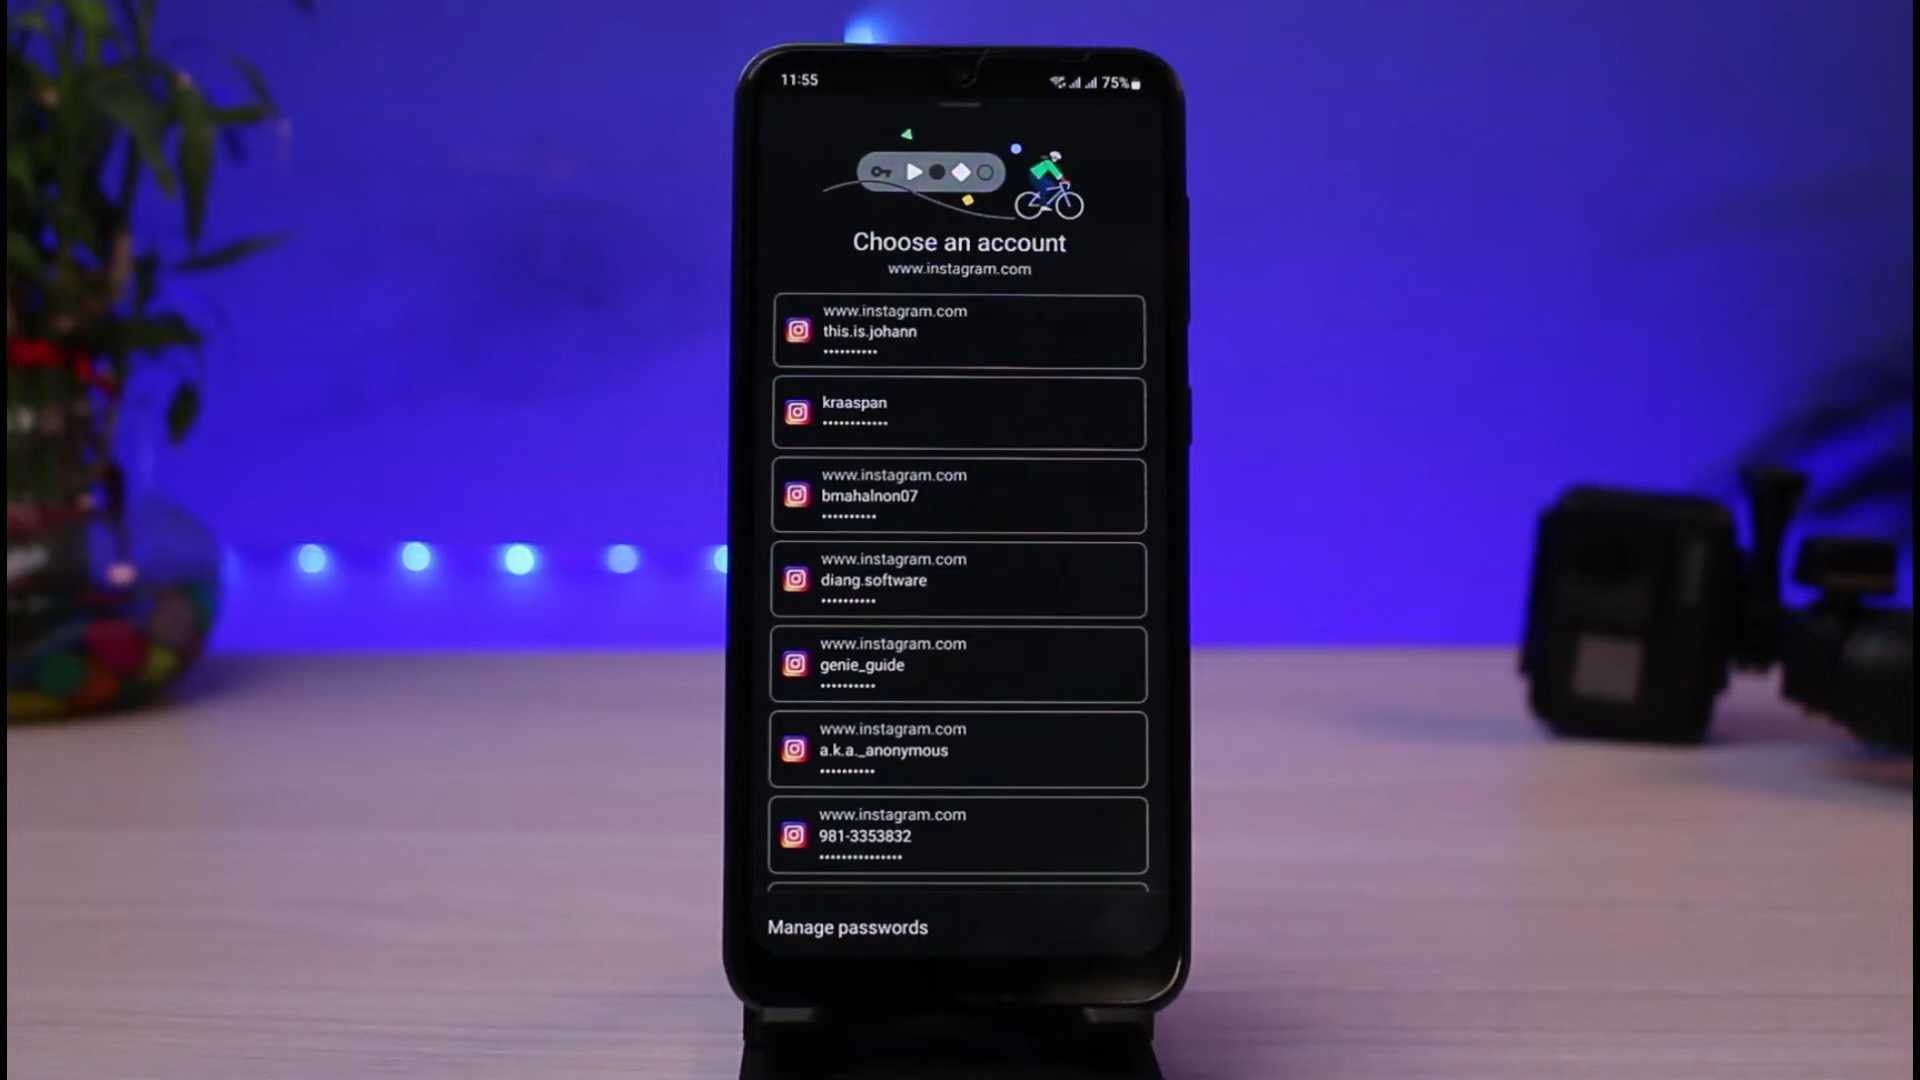 11:55
75%
Choose an account
www.instagram.com
www.instagram.com
this.is.johann
••••••••••
kraaspan
••••••••••••
www.instagram.com
bmahalnon07
••••••••••
www.instagram.com
diang.software
••••••••••
www.instagram.com
genie_guide
••••••••••
www.instagram.com
a.k.a._anonymous
••••••••••
www.instagram.com
981-3353832
•••••••••••••••
Manage passwords